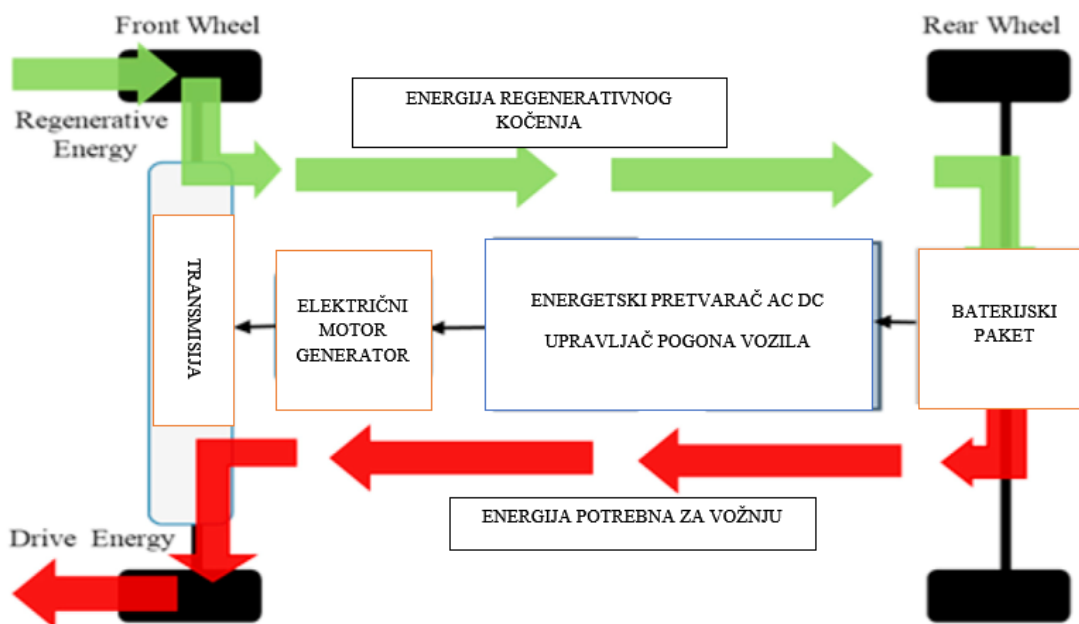 Front Wheel
Rear Wheel
ENERGIJA REGENERATIVNOG
KOČENJA
Regenerative
Energy
TRANSMISIJA
ELEKTRIČNI
MOTOR
GENERATOR
ENERGETSKI PRETVARAČ AC DC
UPRAVLJAČ POGONA VOZILA
BATERIJSKI
PAKET
ENERGIJA POTREBNA ZA VOŽNJU
Drive Energy